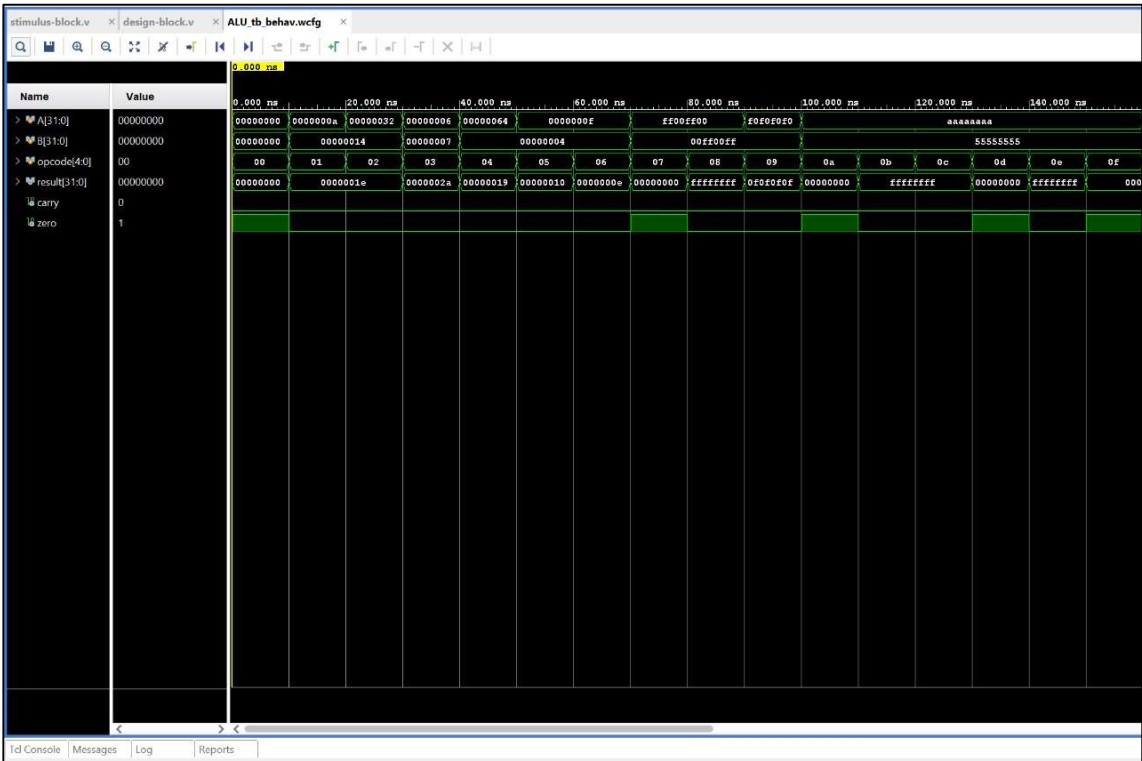 stimulus-block.v × design-block.v × ALU_tb_behav.wcfg ×
0.000 ns
Name Value
0.000 ns 20.000 ns 40.000 ns 60.000 ns 80.000 ns 100.000 ns 120.000 ns 140.000 ns
> A[31:0] 00000000 00000000 0000000a 00000032 00000006 00000064 0000000f ff00ff00 f0f0f0f0 aaaaaaaa
> B[31:0] 00000000 00000000 00000014 00000007 00000004 00ff00ff 55555555
> opcode[4:0] 00 00 01 02 03 04 05 06 07 08 09 0a 0b 0c 0d 0e 0f
> result[31:0] 00000000 00000000 0000001e 0000002a 00000019 00000010 0000000e 00000000 ffffffff 0f0f0f0f 00000000 ffffffff 00000000 ffffffff 000
carry 0
zero 1
Tcl Console Messages Log Reports